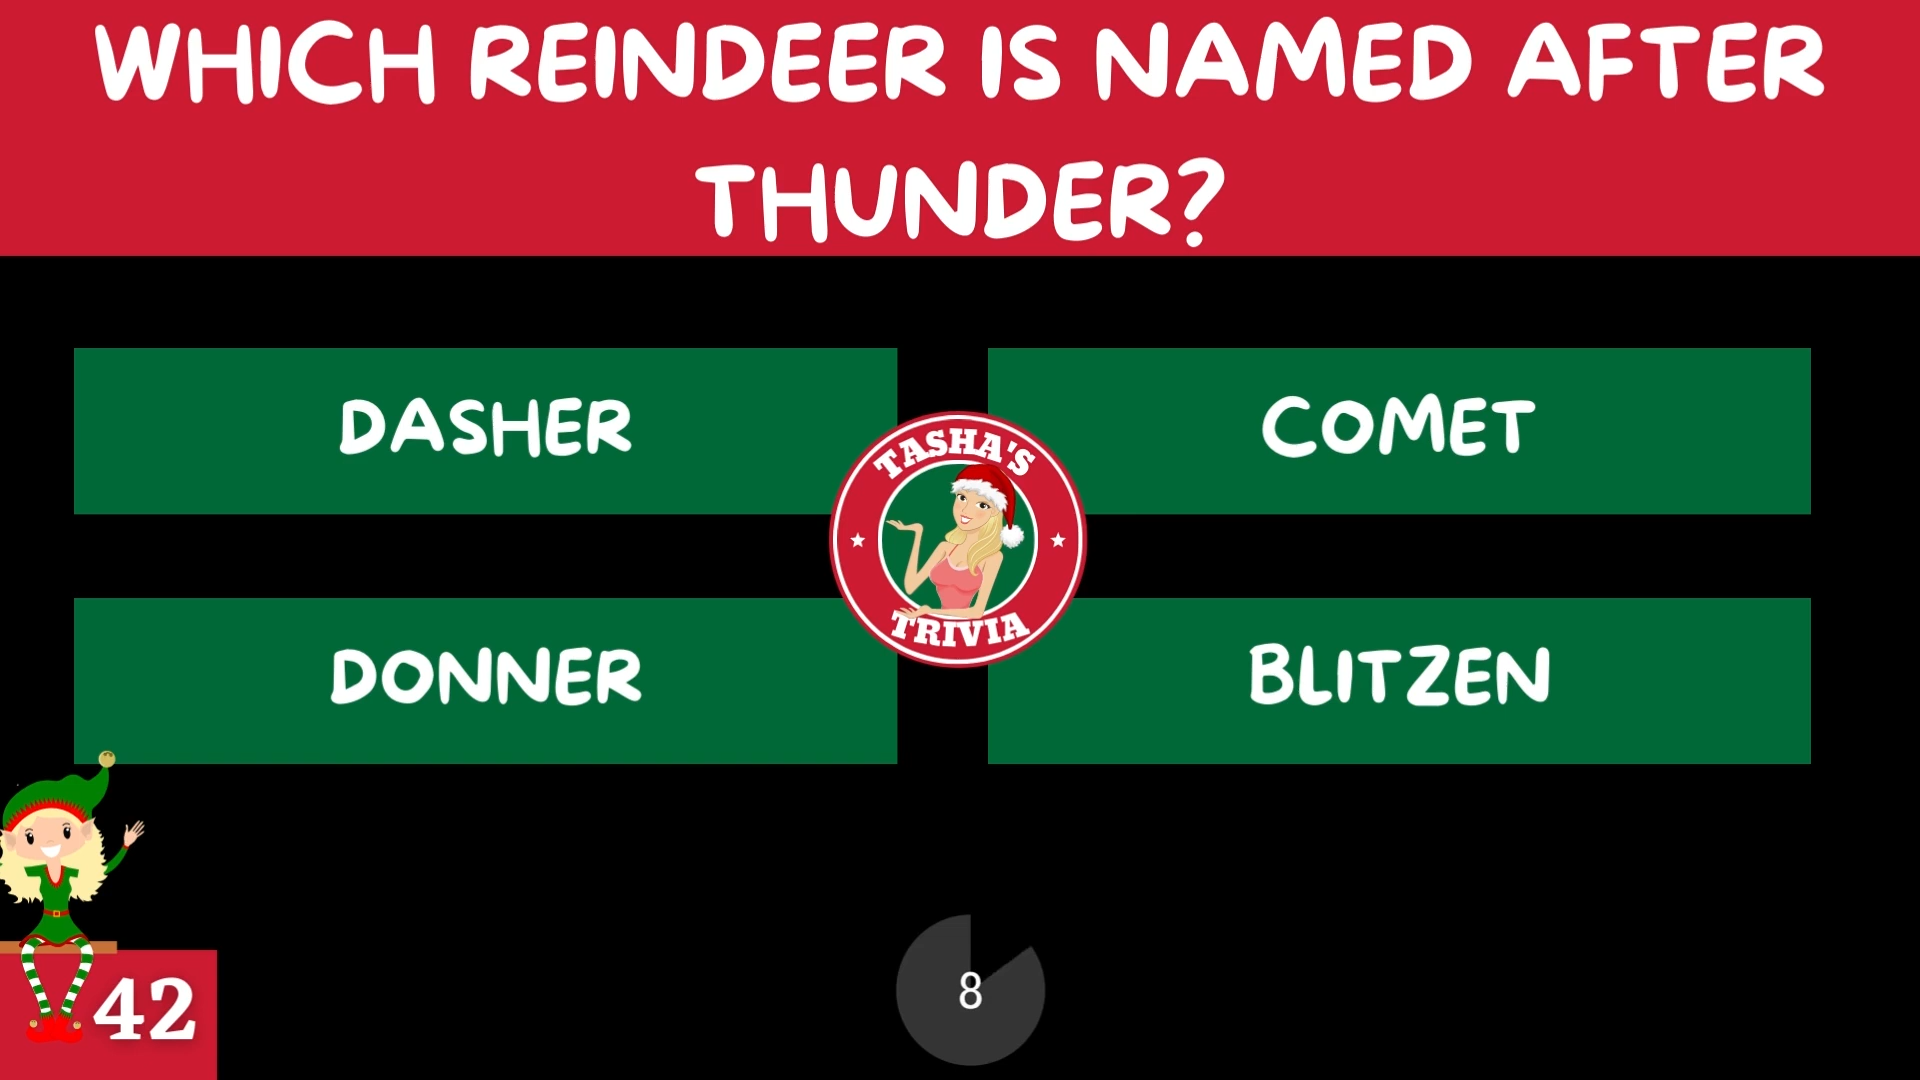 WHICH REINDEER IS NAMED AFTER
THUNDER?
DASHER
COMET
TASHA'S
TRIVIA
DONNER
BLITZEN
42
8